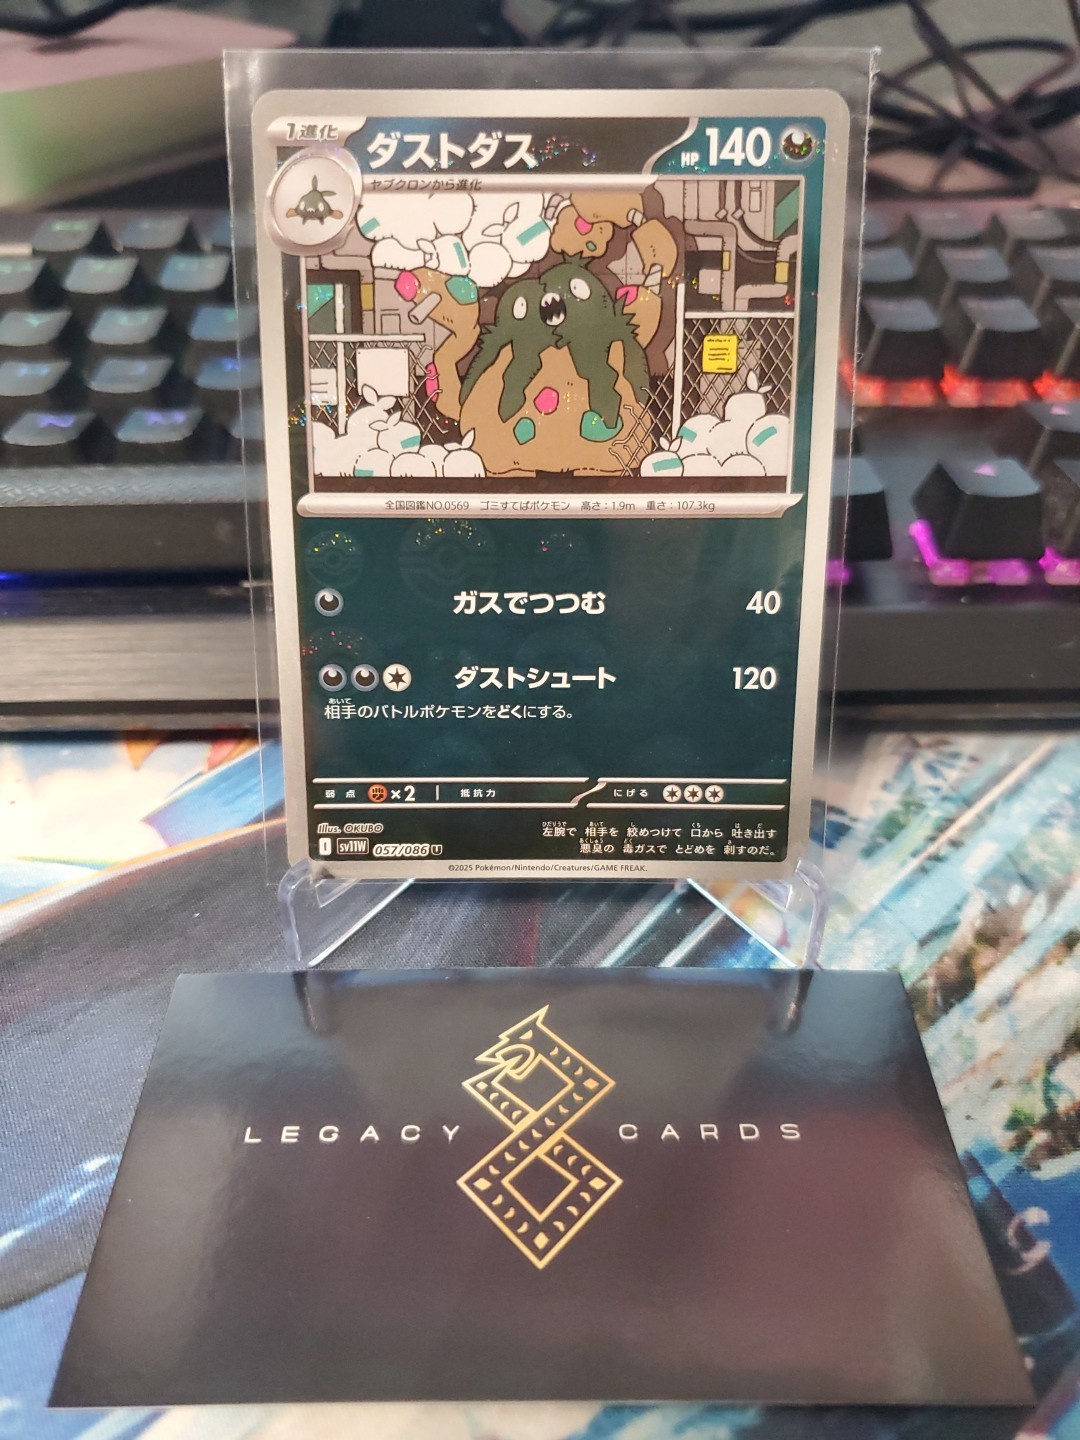 1進化
ダストダス
HP 140
ヤブクロンから進化
全国図鑑NO.0569 ゴミすてばポケモン 高さ：1.9m 重さ：107.3kg
ガスでつつむ 40
ダストシュート 120
相手のバトルポケモンをどくにする。
弱点 ×2 抵抗力 にげる
Illus. OKUBO
左腕で 相手を 絞めつけて 口から 吐き出す
悪臭の 毒ガスで とどめを 刺すのだ。
I sv11W 057/086 U
©2025 Pokémon/Nintendo/Creatures/GAME FREAK.
LEGACY CARDS